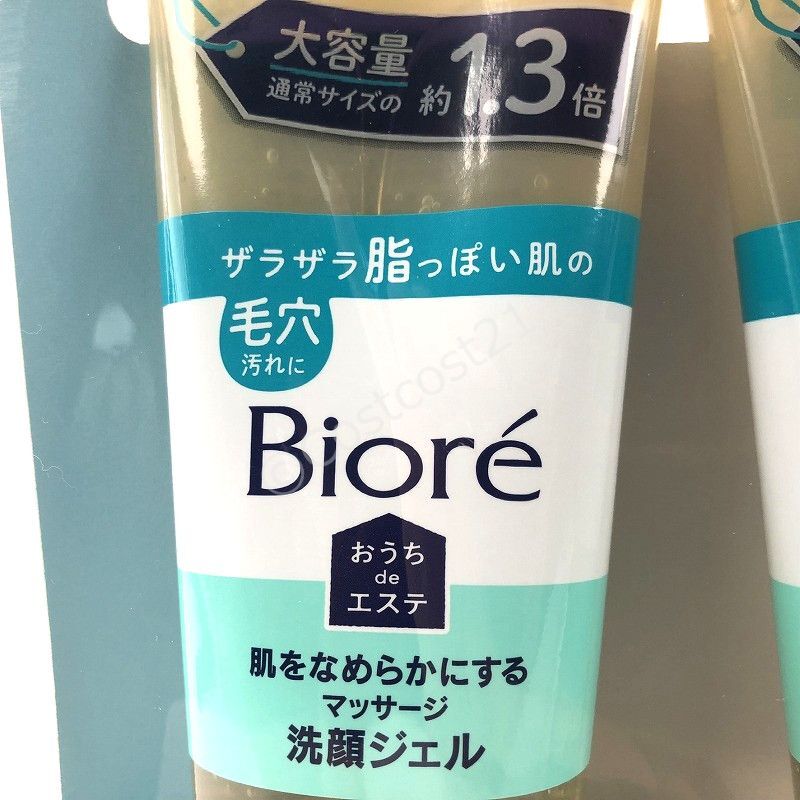 大容量
通常サイズの 約1.3倍
ザラザラ脂っぽい肌の
毛穴
汚れに
Bioré
おうち
de
エステ
肌をなめらかにする
マッサージ
洗顔ジェル